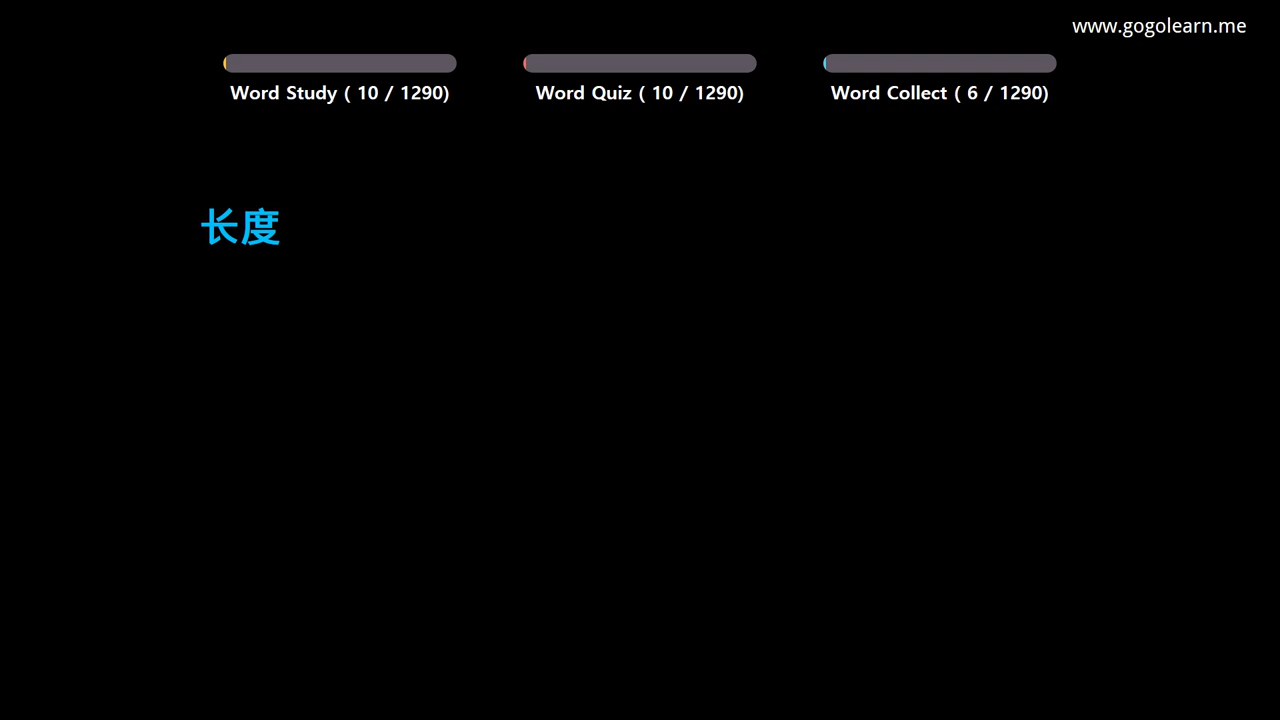 www.gogolearn.me
Word Study ( 10 / 1290)
Word Quiz ( 10 / 1290)
Word Collect ( 6 / 1290)
长度